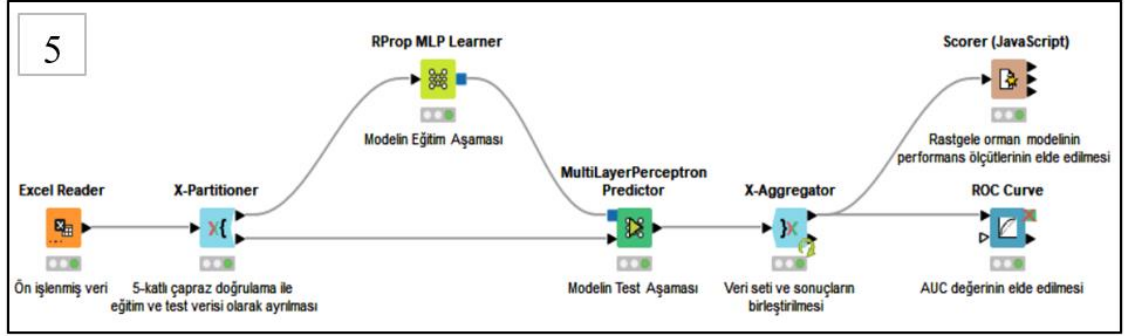 5
RProp MLP Learner
Modelin Eğitim Aşaması
Scorer (JavaScript)
Rastgele orman modelinin
performans ölçütlerinin elde edilmesi
Excel Reader
Ön işlenmiş veri
X-Partitioner
5-katlı çapraz doğrulama ile
eğitim ve test verisi olarak ayrılması
MultiLayerPerceptron
Predictor
Modelin Test Aşaması
X-Aggregator
Veri seti ve sonuçların
birleştirilmesi
ROC Curve
AUC değerinin elde edilmesi